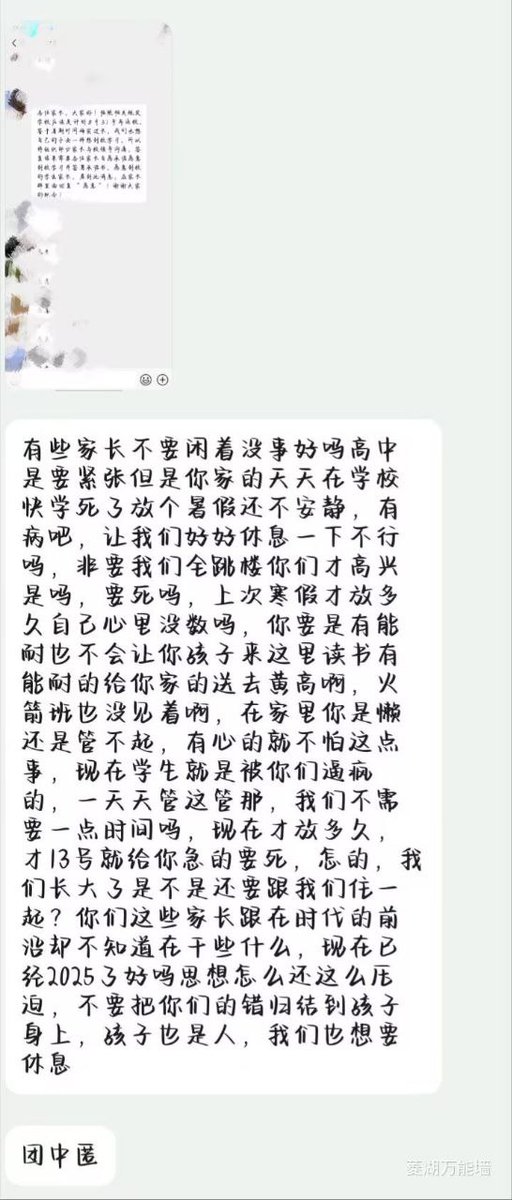 有些家长不要闲着没事好吗高中
是要紧张但是你家的天天在学校
快学死了放个暑假还不安静，有
病吧，让我们好好休息一下不行
吗，非要我们全跳楼你们才高兴
是吗，要死吗，上次寒假才放多
久自己心里没数吗，你要是有能
耐也不会让你孩子来这里读书有
能耐的给你家的送去黄高啊，火
箭班也没见着啊，在家里你是懒
还是管不起，有心的就不怕这点
事，现在学生就是被你们逼疯
的，一天天管这管那，我们不需
要一点时间吗，现在才放多久，
才13号就给你急的要死，怎的，我
们长大了是不是还要跟我们住一
起？你们这些家长跟在时代的前
沿却不知道在干些什么，现在已
经2025了好吗思想怎么还这么压
迫，不要把你们的错归结到孩子
身上，孩子也是人，我们也想要
休息
团中匿
菱湖万能墙